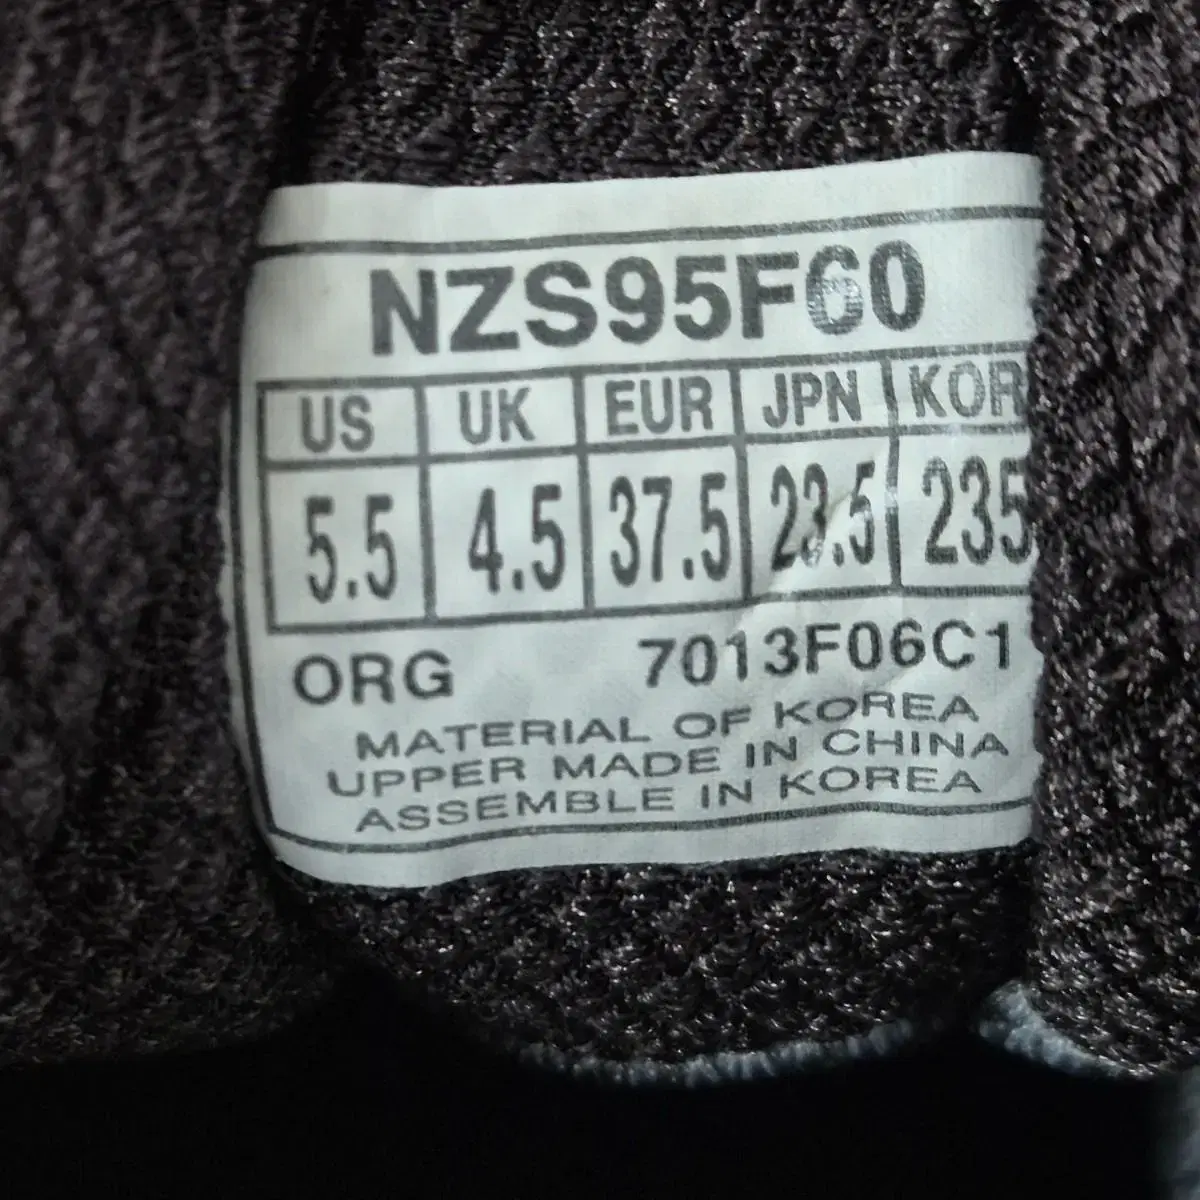 NZS95F60
US UK EUR JPN KOR
5.5 4.5 37.5 23.5 235
ORG 7013F06C1
MATERIAL OF KOREA
UPPER MADE IN CHINA
ASSEMBLE IN KOREA